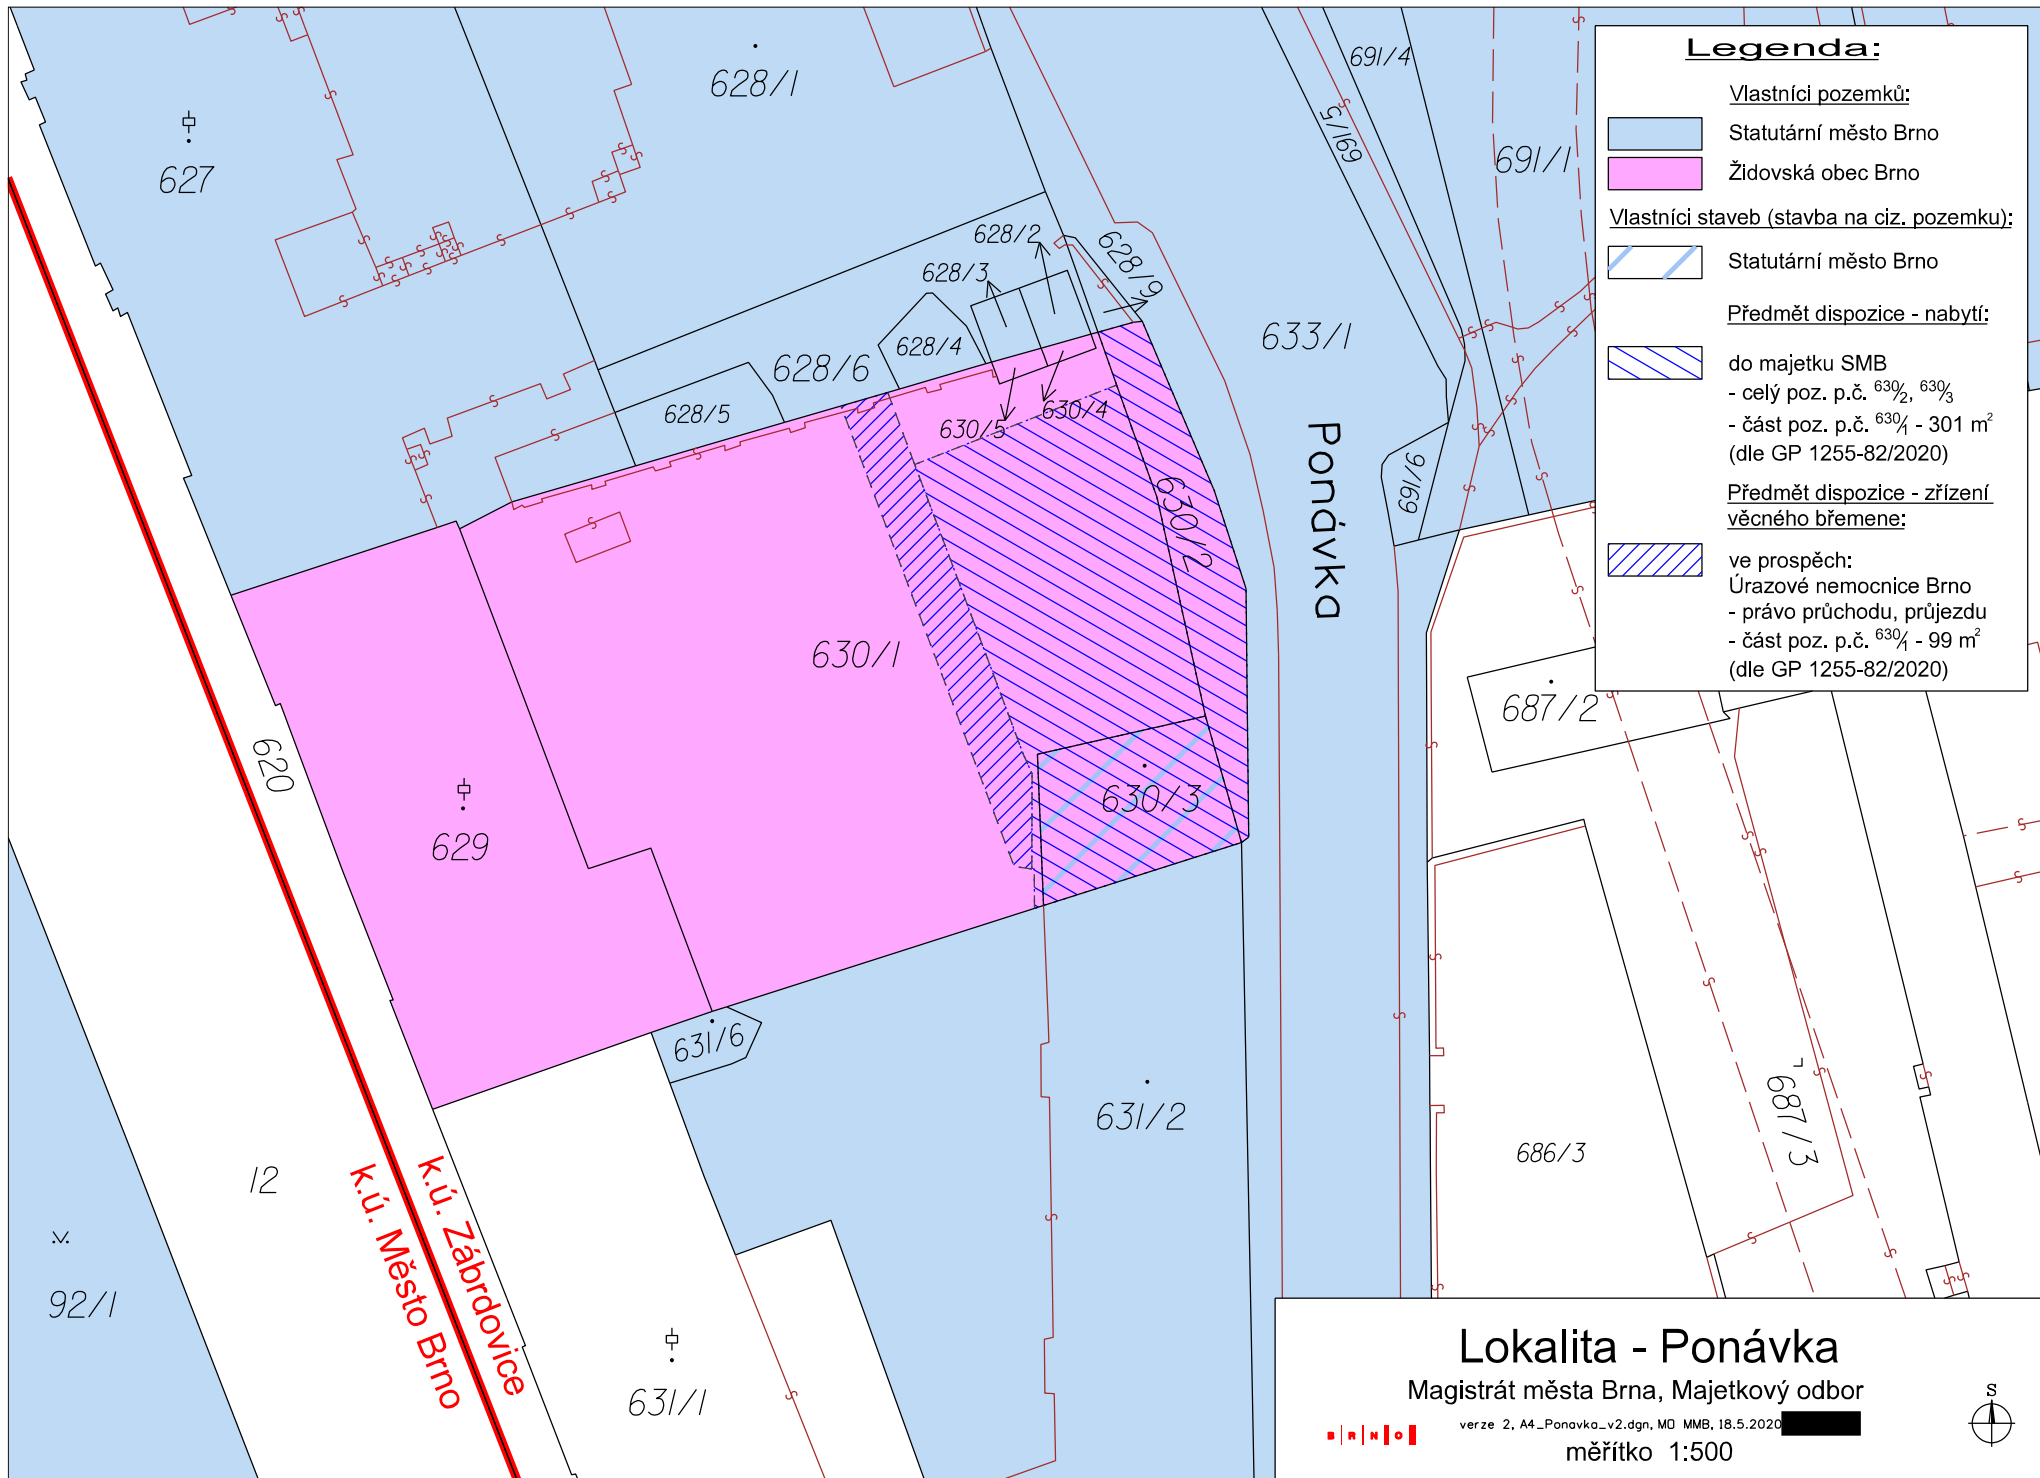 Legenda:
Vlastníci pozemků:
Statutární město Brno
Židovská obec Brno
Vlastníci staveb (stavba na ciz. pozemku):
Statutární město Brno
Předmět dispozice - nabytí:
do majetku SMB
- celý poz. p.č. 630/2, 630/3
- část poz. p.č. 630/1 - 301 m²
(dle GP 1255-82/2020)
Předmět dispozice - zřízení
věcného břemene:
ve prospěch:
Úrazové nemocnice Brno
- právo průchodu, průjezdu
- část poz. p.č. 630/1 - 99 m²
(dle GP 1255-82/2020)
627
628/1
691/4
691/5
691/1
628/2
628/3
628/9
628/4
628/6
628/5
633/1
630/5
630/4
691/6
Ponávka
630/2
630/1
687/2
620
629
630/3
631/6
631/2
686/3
687/3
12
92/1
631/1
k.ú. Město Brno
k.ú. Zábrdovice
Lokalita - Ponávka
Magistrát města Brna, Majetkový odbor
verze 2, A4_Ponavka_v2.dgn, MO MMB, 18.5.2020
měřítko 1:500
BRNO
S